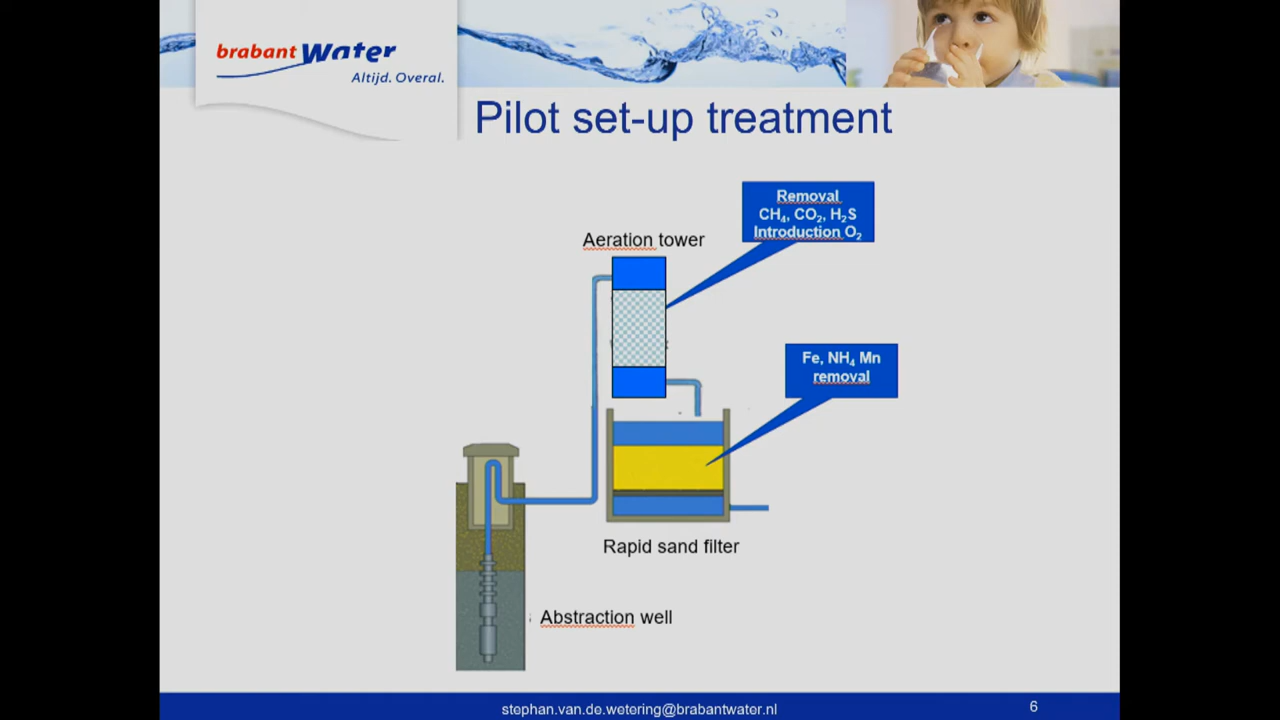 brabant Water
Altijd. Overal.
Pilot set-up treatment
Removal
CH₄, CO₂, H₂S
Introduction O₂
Aeration tower
Fe, NH₄ Mn
removal
Rapid sand filter
Abstraction well
stephan.van.de.wetering@brabantwater.nl
6